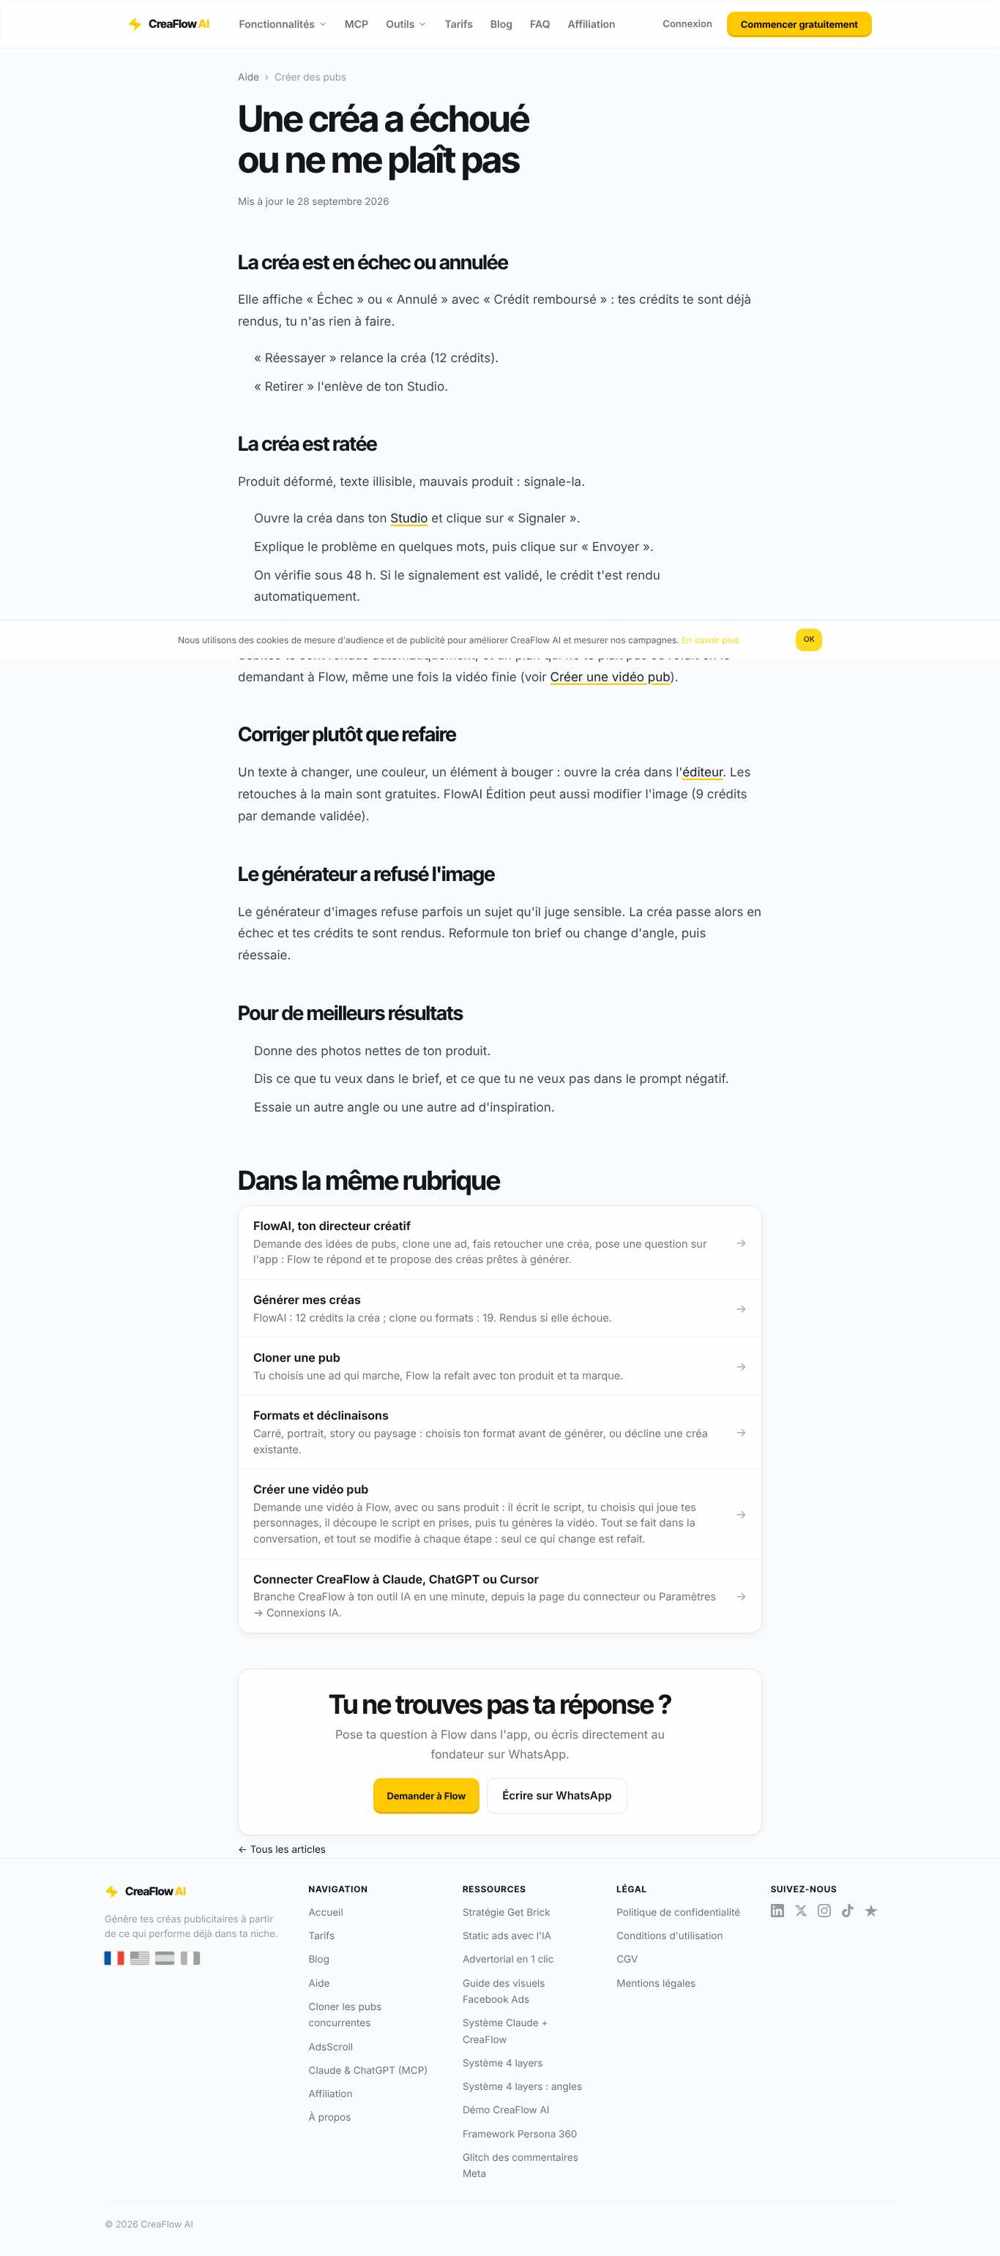 CreaFlow AI
Fonctionnalités
MCP
Outils
Tarifs
Blog
FAQ
Affiliation
Connexion
Commencer gratuitement
Aide › Créer des pubs
Une créa a échoué
ou ne me plaît pas
Mis à jour le 28 septembre 2026
La créa est en échec ou annulée
Elle affiche « Échec » ou « Annulé » avec « Crédit remboursé » : tes crédits te sont déjà
rendus, tu n'as rien à faire.
« Réessayer » relance la créa (12 crédits).
« Retirer » l'enlève de ton Studio.
La créa est ratée
Produit déformé, texte illisible, mauvais produit : signale-la.
Ouvre la créa dans ton Studio et clique sur « Signaler ».
Explique le problème en quelques mots, puis clique sur « Envoyer ».
On vérifie sous 48 h. Si le signalement est validé, le crédit t'est rendu
automatiquement.
Nous utilisons des cookies de mesure d'audience et de publicité pour améliorer CreaFlow AI et mesurer nos campagnes. En savoir plus
OK
demandant à Flow, même une fois la vidéo finie (voir Créer une vidéo pub).
Corriger plutôt que refaire
Un texte à changer, une couleur, un élément à bouger : ouvre la créa dans l'éditeur. Les
retouches à la main sont gratuites. FlowAI Édition peut aussi modifier l'image (9 crédits
par demande validée).
Le générateur a refusé l'image
Le générateur d'images refuse parfois un sujet qu'il juge sensible. La créa passe alors en
échec et tes crédits te sont rendus. Reformule ton brief ou change d'angle, puis
réessaie.
Pour de meilleurs résultats
Donne des photos nettes de ton produit.
Dis ce que tu veux dans le brief, et ce que tu ne veux pas dans le prompt négatif.
Essaie un autre angle ou une autre ad d'inspiration.
Dans la même rubrique
FlowAI, ton directeur créatif
Demande des idées de pubs, clone une ad, fais retoucher une créa, pose une question sur
l'app : Flow te répond et te propose des créas prêtes à générer.
→
Générer mes créas
FlowAI : 12 crédits la créa ; clone ou formats : 19. Rendus si elle échoue.
→
Cloner une pub
Tu choisis une ad qui marche, Flow la refait avec ton produit et ta marque.
→
Formats et déclinaisons
Carré, portrait, story ou paysage : choisis ton format avant de générer, ou décline une créa
existante.
→
Créer une vidéo pub
Demande une vidéo à Flow, avec ou sans produit : il écrit le script, tu choisis qui joue tes
personnages, il découpe le script en prises, puis tu génères la vidéo. Tout se fait dans la
conversation, et tout se modifie à chaque étape : seul ce qui change est refait.
→
Connecter CreaFlow à Claude, ChatGPT ou Cursor
Branche CreaFlow à ton outil IA en une minute, depuis la page du connecteur ou Paramètres
→ Connexions IA.
→
Tu ne trouves pas ta réponse ?
Pose ta question à Flow dans l'app, ou écris directement au
fondateur sur WhatsApp.
Demander à Flow
Écrire sur WhatsApp
← Tous les articles
CreaFlow AI
Génère tes créas publicitaires à partir
de ce qui performe déjà dans ta niche.
NAVIGATION
Accueil
Tarifs
Blog
Aide
Cloner les pubs
concurrentes
AdsScroll
Claude & ChatGPT (MCP)
Affiliation
À propos
RESSOURCES
Stratégie Get Brick
Static ads avec l'IA
Advertorial en 1 clic
Guide des visuels
Facebook Ads
Système Claude +
CreaFlow
Système 4 layers
Système 4 layers : angles
Démo CreaFlow AI
Framework Persona 360
Glitch des commentaires
Meta
LÉGAL
Politique de confidentialité
Conditions d'utilisation
CGV
Mentions légales
SUIVEZ-NOUS
© 2026 CreaFlow AI